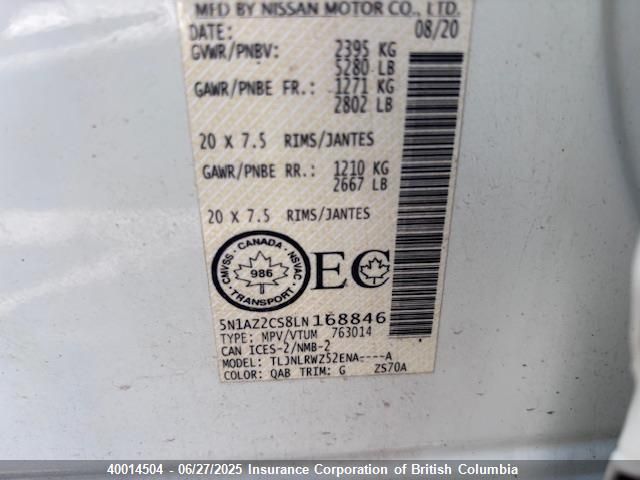 MFD BY NISSAN MOTOR CO., LTD.
DATE: 08/20
GVWR/PNBV: 2395 KG
5280 LB
GAWR/PNBE FR.: 1271 KG
2802 LB
20 X 7.5 RIMS/JANTES
GAWR/PNBE RR.: 1210 KG
2667 LB
20 X 7.5 RIMS/JANTES
CMVSS · CANADA · NSVAC
986
TRANSPORT
EC
5N1AZ2CS8LN168846
TYPE: MPV/VTUM 763014
CAN ICES-2/NMB-2
MODEL: TLJNLRWZ52ENA----A
COLOR: QAB TRIM: G ZS70A
40014504 - 06/27/2025 Insurance Corporation of British Columbia